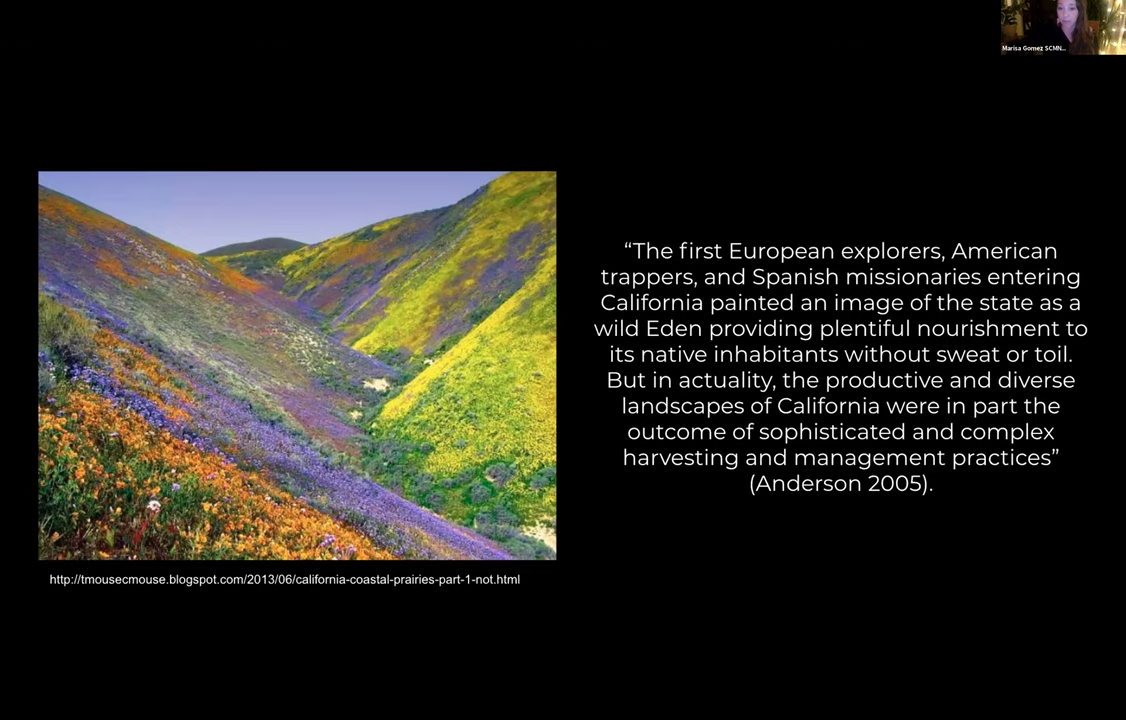 Marisa Gomez SCMN...
“The first European explorers, American
trappers, and Spanish missionaries entering
California painted an image of the state as a
wild Eden providing plentiful nourishment to
its native inhabitants without sweat or toil.
But in actuality, the productive and diverse
landscapes of California were in part the
outcome of sophisticated and complex
harvesting and management practices”
(Anderson 2005).
http://tmousecmouse.blogspot.com/2013/06/california-coastal-prairies-part-1-not.html